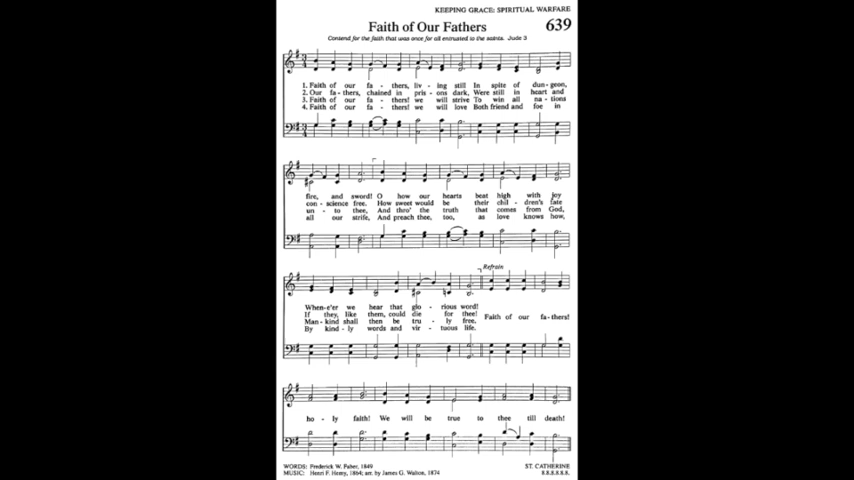 KEEPING GRACE: SPIRITUAL WARFARE
Faith of Our Fathers 639
Contend for the faith that was once for all entrusted to the saints. Jude 3
1. Faith of our fa - thers, liv - ing still In spite of dun - geon,
2. Our fa - thers, chained in pris - ons dark, Were still in heart and
3. Faith of our fa - thers! we will strive To win all na - tions
4. Faith of our fa - thers! we will love Both friend and foe in
fire, and sword! O how our hearts beat high with joy
con - science free. How sweet would be their chil - dren's fate
un - to thee, And thro' the truth that comes from God,
all our strife, And preach thee, too, as love knows how,
Refrain
When-e'er we hear that glo - rious word!
If they, like them, could die for thee! Faith of our fa - thers!
Man - kind shall then be tru - ly free.
By kind - ly words and vir - tuous life.
ho - ly faith! We will be true to thee till death!
WORDS: Frederick W. Faber, 1849 ST. CATHERINE
MUSIC: Henri F. Hemy, 1864; arr. by James G. Walton, 1874 8.8.8.8.8.8.